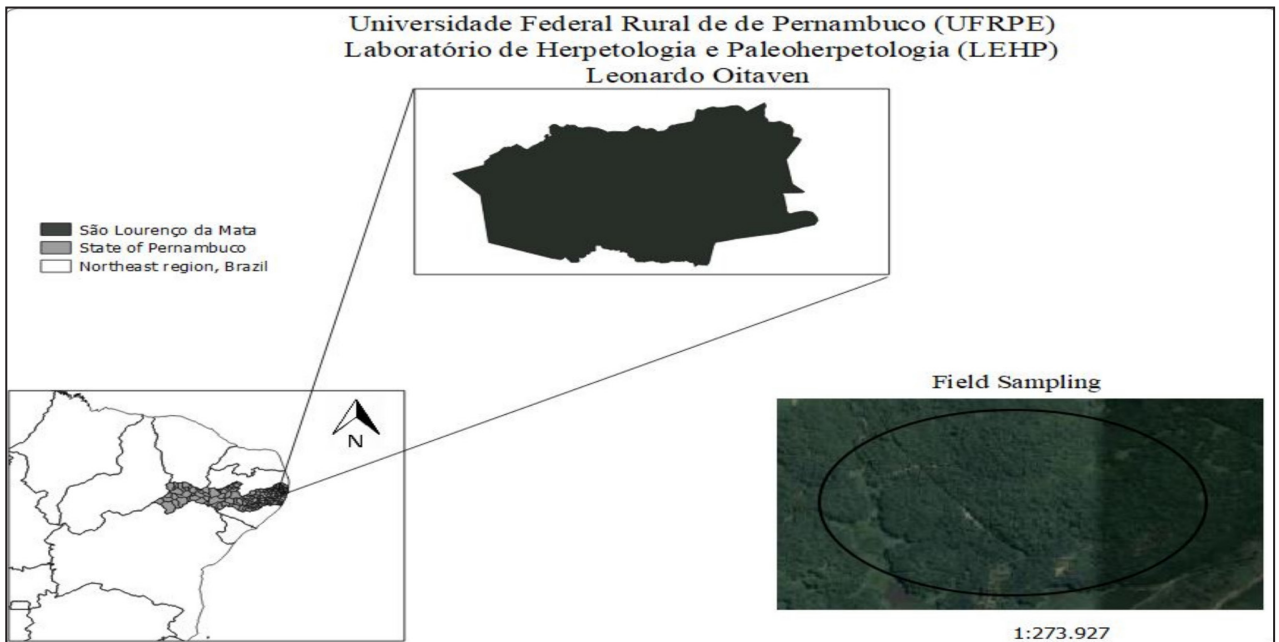 Universidade Federal Rural de de Pernambuco (UFRPE)
Laboratório de Herpetologia e Paleoherpetologia (LEHP)
Leonardo Oitaven
São Lourenço da Mata
State of Pernambuco
Northeast region, Brazil
N
Field Sampling
1:273.927